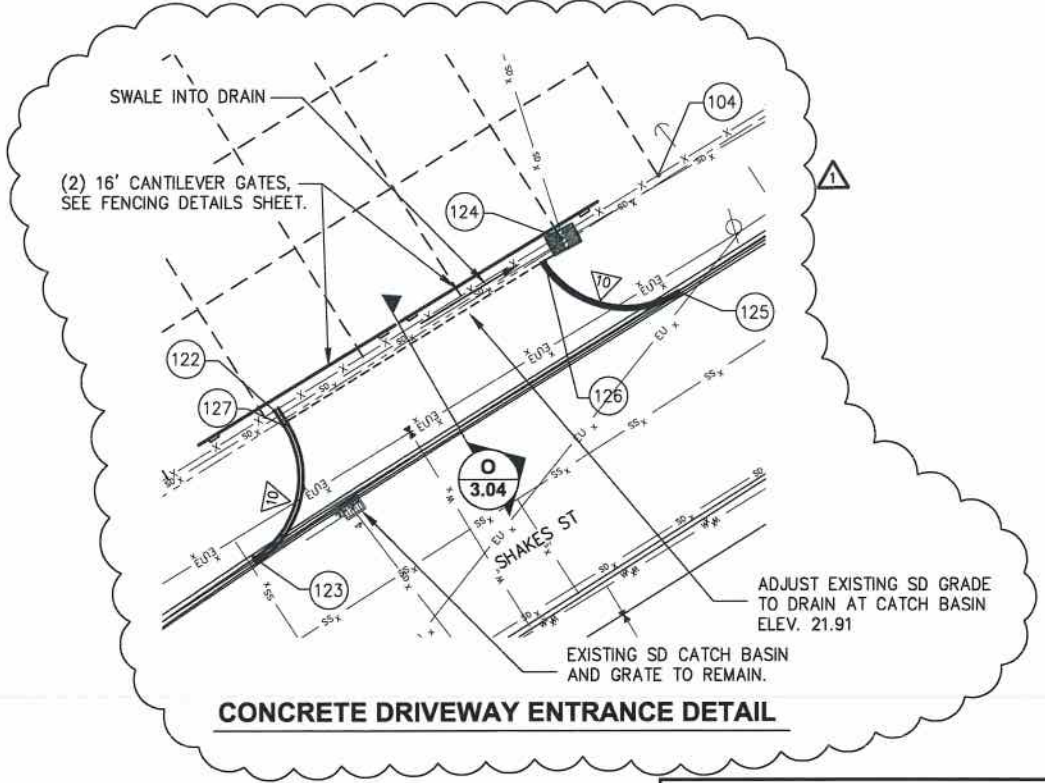 SWALE INTO DRAIN
(2) 16' CANTILEVER GATES,
SEE FENCING DETAILS SHEET.
104
1
124
10
125
122
127
126
10
O
3.04
SHAKES ST
123
ADJUST EXISTING SD GRADE
TO DRAIN AT CATCH BASIN
ELEV. 21.91
EXISTING SD CATCH BASIN
AND GRATE TO REMAIN.
CONCRETE DRIVEWAY ENTRANCE DETAIL